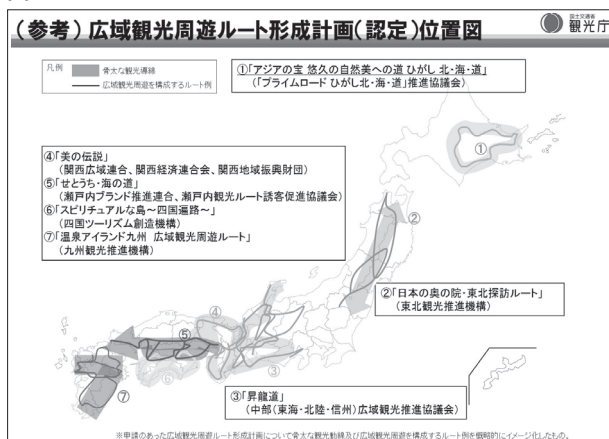 (参考)広域観光周遊ルート形成計画(認定)位置図
国土交通省
観光庁
凡例
骨太な観光導線
広域観光周遊を構成するルート例
①「アジアの宝 悠久の自然美への道 ひがし 北・海・道」
(「プライムロード ひがし北・海・道」推進協議会)
④「美の伝説」
(関西広域連合、関西経済連合会、関西地域振興財団)
⑤「せとうち・海の道」
(瀬戸内ブランド推進連合、瀬戸内観光ルート誘客促進協議会)
⑥「スピリチュアルな島~四国遍路~」
(四国ツーリズム創造機構)
⑦「温泉アイランド九州 広域観光周遊ルート」
(九州観光推進機構)
①
②
②「日本の奥の院・東北探訪ルート」
(東北観光推進機構)
④
⑤
⑥
③
⑦
③「昇龍道」
(中部(東海・北陸・信州)広域観光推進協議会)
※申請のあった広域観光周遊ルート形成計画について骨太な観光動線及び広域観光周遊を構成するルート例を概略的にイメージ化したもの。